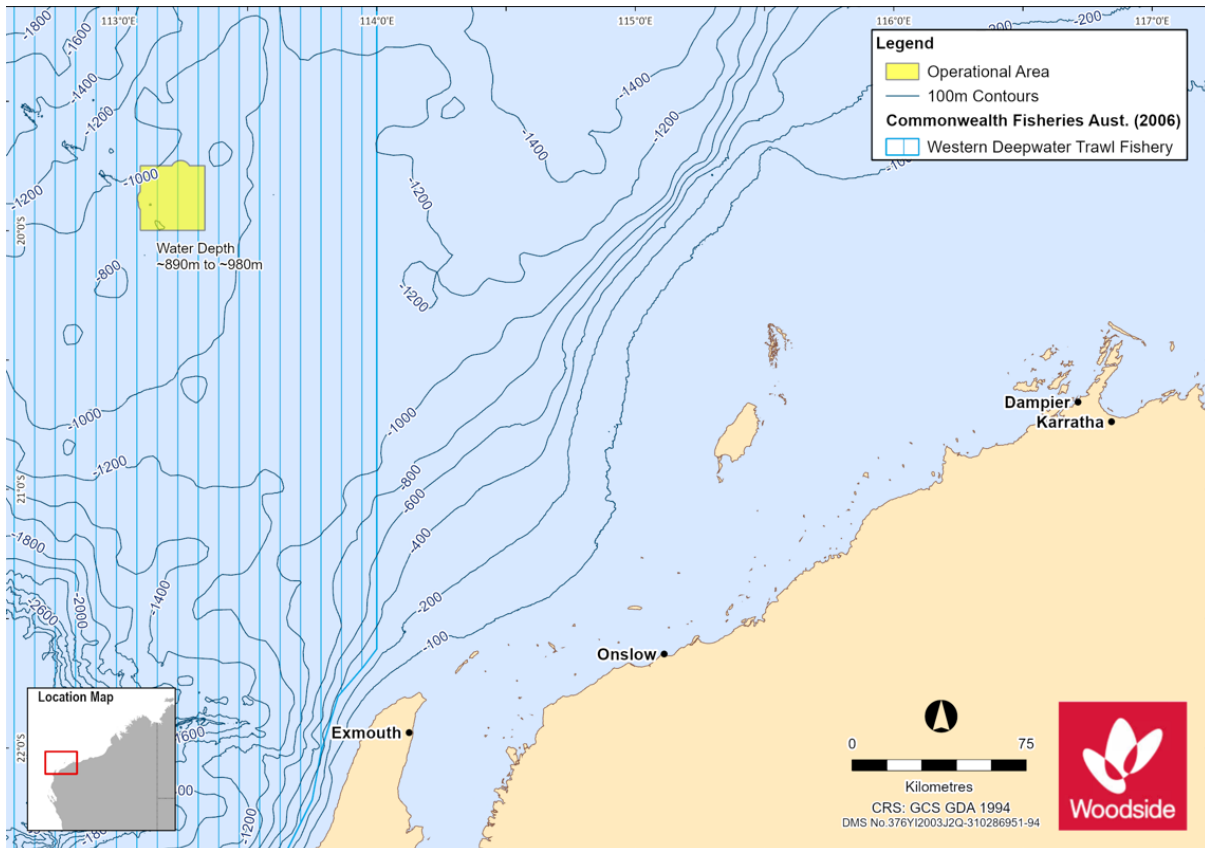 113°0'E
114°0'E
115°0'E
116°0'E
117°0'E
-1800
-1600
-1400
-1200
-1200
-1000
-800
-1000
-1200
-1800
-2000
-2600
-1400
-1600
-1200
-1400
-1400
-1200
-1200
-1200
-1000
-800
-600
-400
-200
-100
20°0'S
21°0'S
22°0'S
Water Depth
~890m to ~980m
Legend
Operational Area
100m Contours
Commonwealth Fisheries Aust. (2006)
Western Deepwater Trawl Fishery
Dampier
Karratha
Onslow
Exmouth
Location Map
0 75
Kilometres
CRS: GCS GDA 1994
DMS No.376YI2003J2Q-310286951-94
Woodside